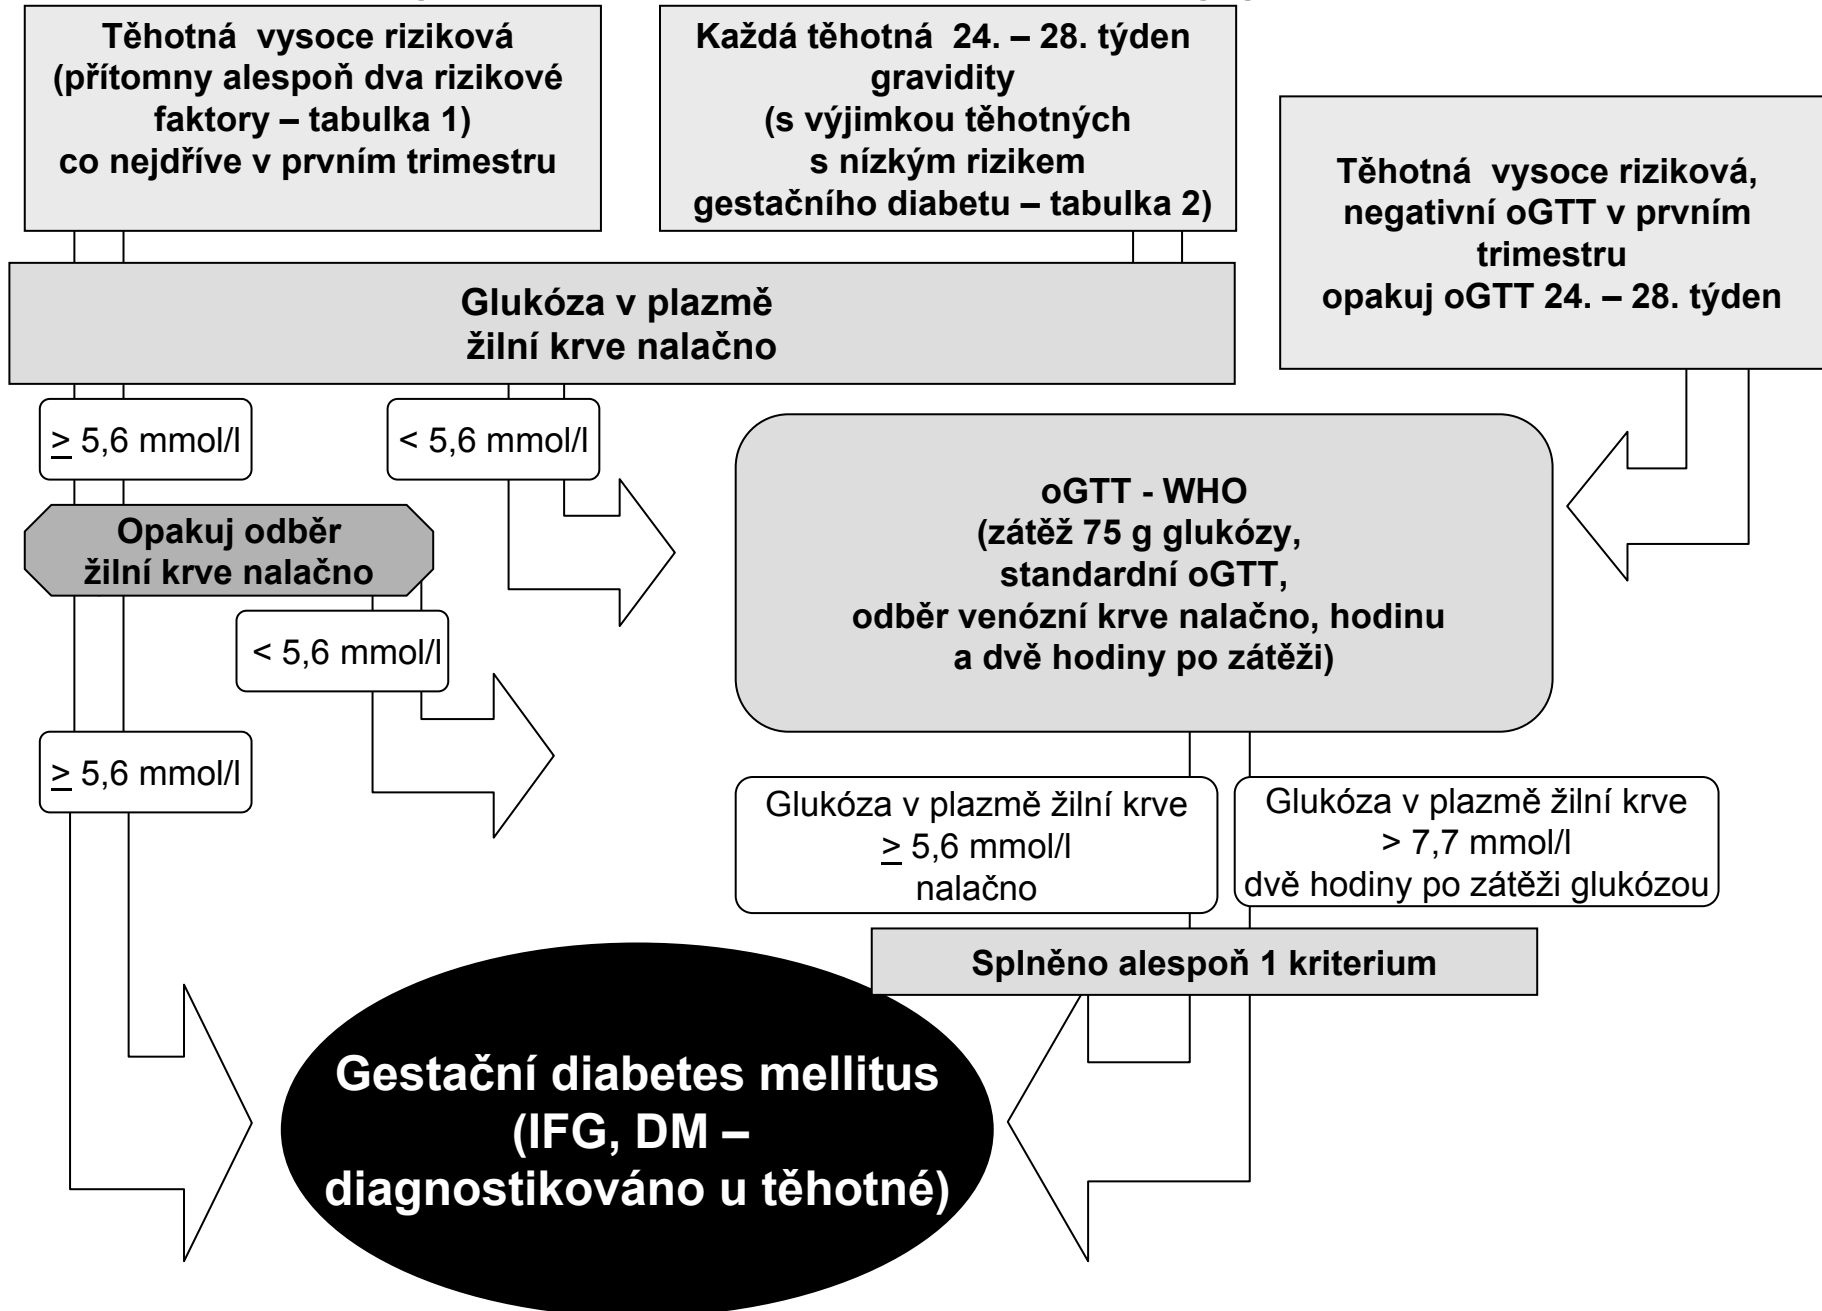 Těhotná vysoce riziková
(přítomny alespoň dva rizikové
faktory – tabulka 1)
co nejdříve v prvním trimestru
Každá těhotná 24. – 28. týden
gravidity
(s výjimkou těhotných
s nízkým rizikem
gestačního diabetu – tabulka 2)
Těhotná vysoce riziková,
negativní oGTT v prvním
trimestru
opakuj oGTT 24. – 28. týden
Glukóza v plazmě
žilní krve nalačno
≥ 5,6 mmol/l
< 5,6 mmol/l
Opakuj odběr
žilní krve nalačno
< 5,6 mmol/l
≥ 5,6 mmol/l
oGTT - WHO
(zátěž 75 g glukózy,
standardní oGTT,
odběr venózní krve nalačno, hodinu
a dvě hodiny po zátěži)
Glukóza v plazmě žilní krve
≥ 5,6 mmol/l
nalačno
Glukóza v plazmě žilní krve
> 7,7 mmol/l
dvě hodiny po zátěži glukózou
Splněno alespoň 1 kriterium
Gestační diabetes mellitus
(IFG, DM –
diagnostikováno u těhotné)